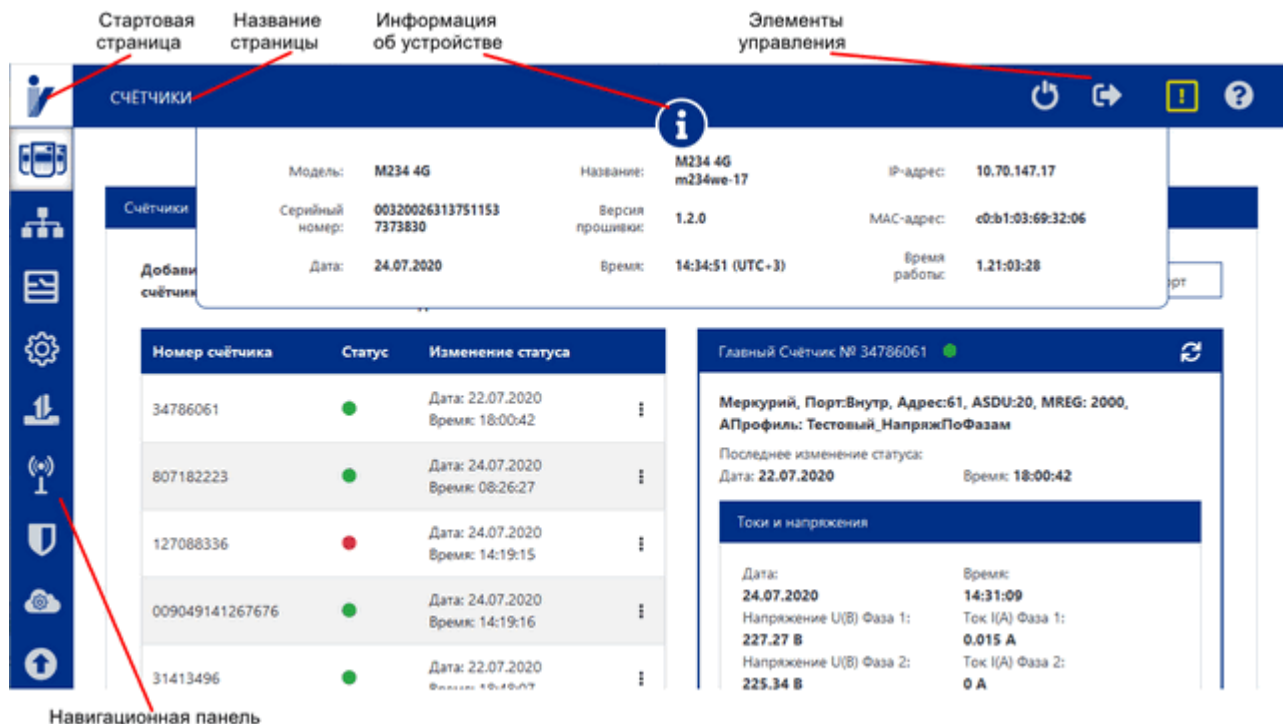 Стартовая страница
Название страницы
Информация об устройстве
Элементы управления
СЧЁТЧИКИ
Модель: M234 4G
Название: M234 4G m234we-17
IP-адрес: 10.70.147.17
Серийный номер: 00320026313751153 7373830
Версия прошивки: 1.2.0
MAC-адрес: c0:b1:03:69:32:06
Дата: 24.07.2020
Время: 14:34:51 (UTC+3)
Время работы: 1.21:03:28
Счётчики
Номер счётчика Статус Изменение статуса
34786061 Дата: 22.07.2020
Время: 18:00:42
807182223 Дата: 24.07.2020
Время: 08:26:27
127088336 Дата: 24.07.2020
Время: 14:19:15
009049141267676 Дата: 24.07.2020
Время: 14:19:16
31413496 Дата: 22.07.2020
Главный Счётчик № 34786061
Меркурий, Порт:Внутр, Адрес:61, ASDU:20, MREG: 2000,
АПрофиль: Тестовый_НапряжПоФазам
Последнее изменение статуса:
Дата: 22.07.2020 Время: 18:00:42
Токи и напряжения
Дата: Время:
24.07.2020 14:31:09
Напряжение U(B) Фаза 1: Ток I(A) Фаза 1:
227.27 В 0.015 А
Напряжение U(B) Фаза 2: Ток I(A) Фаза 2:
225.34 В 0 А
Навигационная панель